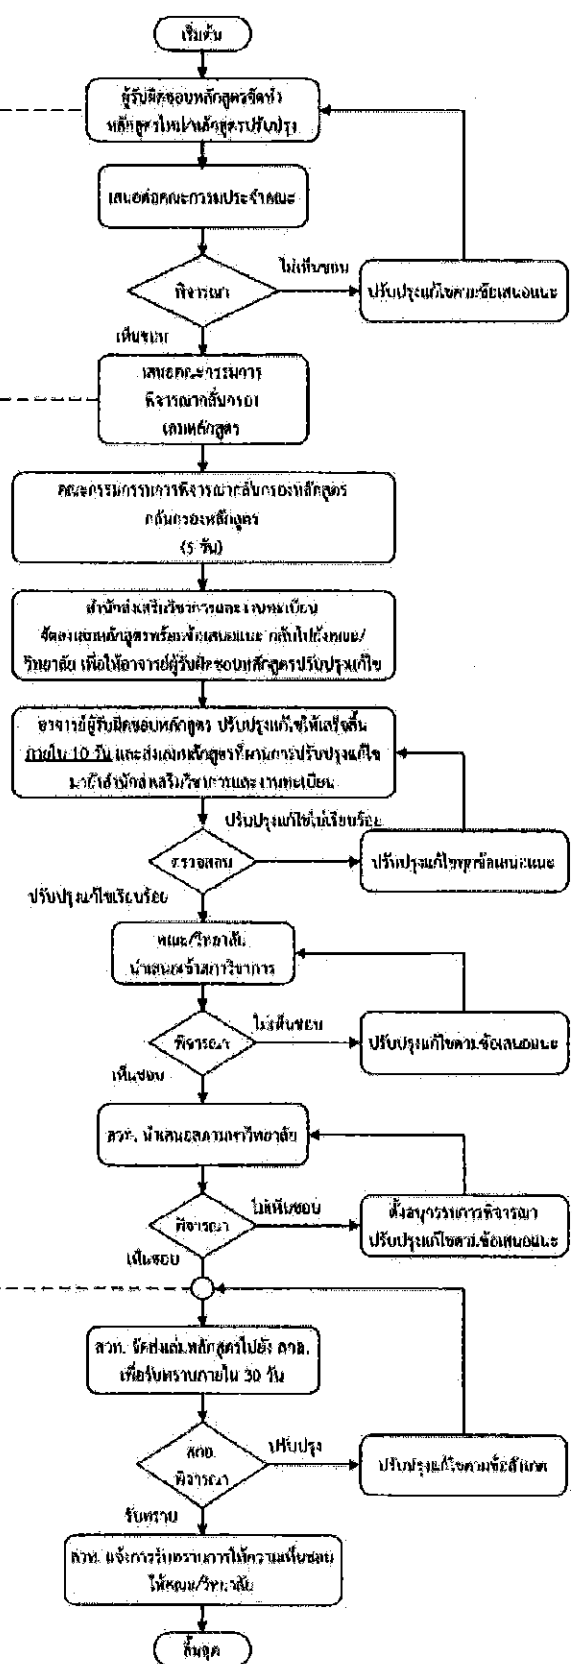 เริ่มต้น
ผู้รับผิดชอบหลักสูตรจัดทำ
หลักสูตรใหม่/หลักสูตรปรับปรุง
เสนอต่อคณะกรรมประจำคณะ
ไม่เห็นชอบ
พิจารณา
ปรับปรุงแก้ไขตามข้อเสนอแนะ
เห็นชอบ
เสนอคณะกรรมการ
พิจารณากลั่นกรอง
เล่มหลักสูตร
คณะกรรมกรรมการพิจารณากลั่นกรองหลักสูตร
กลั่นกรองหลักสูตร
(5 วัน)
สำนักส่งเสริมวิชาการและงานทะเบียน
จัดส่งเล่มหลักสูตรพร้อมข้อเสนอแนะ กลับไปยังคณะ/
วิทยาลัย เพื่อให้อาจารย์ผู้รับผิดชอบหลักสูตรปรับปรุงแก้ไข
อาจารย์ผู้รับผิดชอบหลักสูตร ปรับปรุงแก้ไขให้เสร็จสิ้น
ภายใน 10 วัน และส่งเล่มหลักสูตรที่ผ่านการปรับปรุงแก้ไข
มายังสำนักส่งเสริมวิชาการและงานทะเบียน
ปรับปรุงแก้ไขไม่เรียบร้อย
ตรวจสอบ
ปรับปรุงแก้ไขทุกข้อเสนอแนะ
ปรับปรุงแก้ไขเรียบร้อย
คณะ/วิทยาลัย
นำเสนอเข้าสภาวิชาการ
ไม่เห็นชอบ
พิจารณา
ปรับปรุงแก้ไขตามข้อเสนอแนะ
เห็นชอบ
สวท. นำเสนอสภามหาวิทยาลัย
ไม่เห็นชอบ
พิจารณา
ตั้งอนุกรรมการพิจารณา
ปรับปรุงแก้ไขตามข้อเสนอแนะ
เห็นชอบ
สวท. จัดส่งเล่มหลักสูตรไปยัง สกอ.
เพื่อรับทราบภายใน 30 วัน
ปรับปรุง
สกอ.
พิจารณา
ปรับปรุงแก้ไขตามข้อสังเกต
รับทราบ
สวท. แจ้งการรับทราบการให้ความเห็นชอบ
ให้คณะ/วิทยาลัย
สิ้นสุด